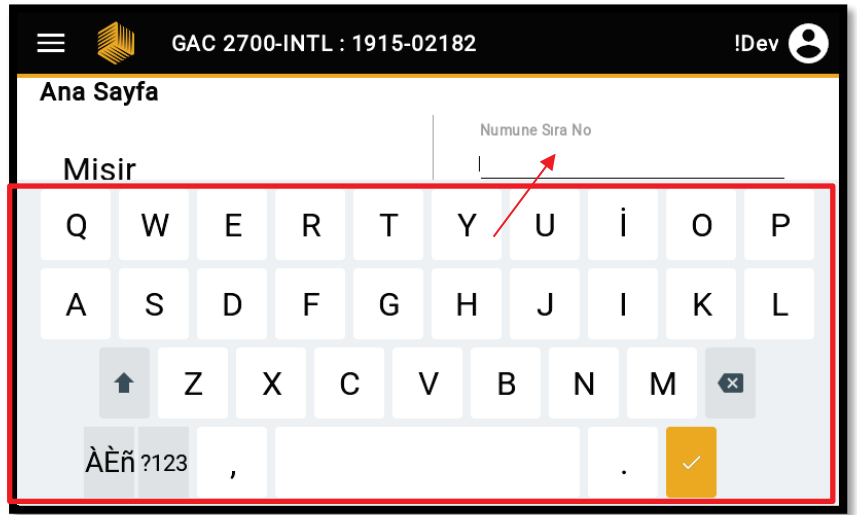 GAC 2700-INTL : 1915-02182 !Dev
Ana Sayfa
Numune Sıra No
Misir
Q W E R T Y U İ O P
A S D F G H J I K L
Z X C V B N M
ÀÈñ ?123 , .